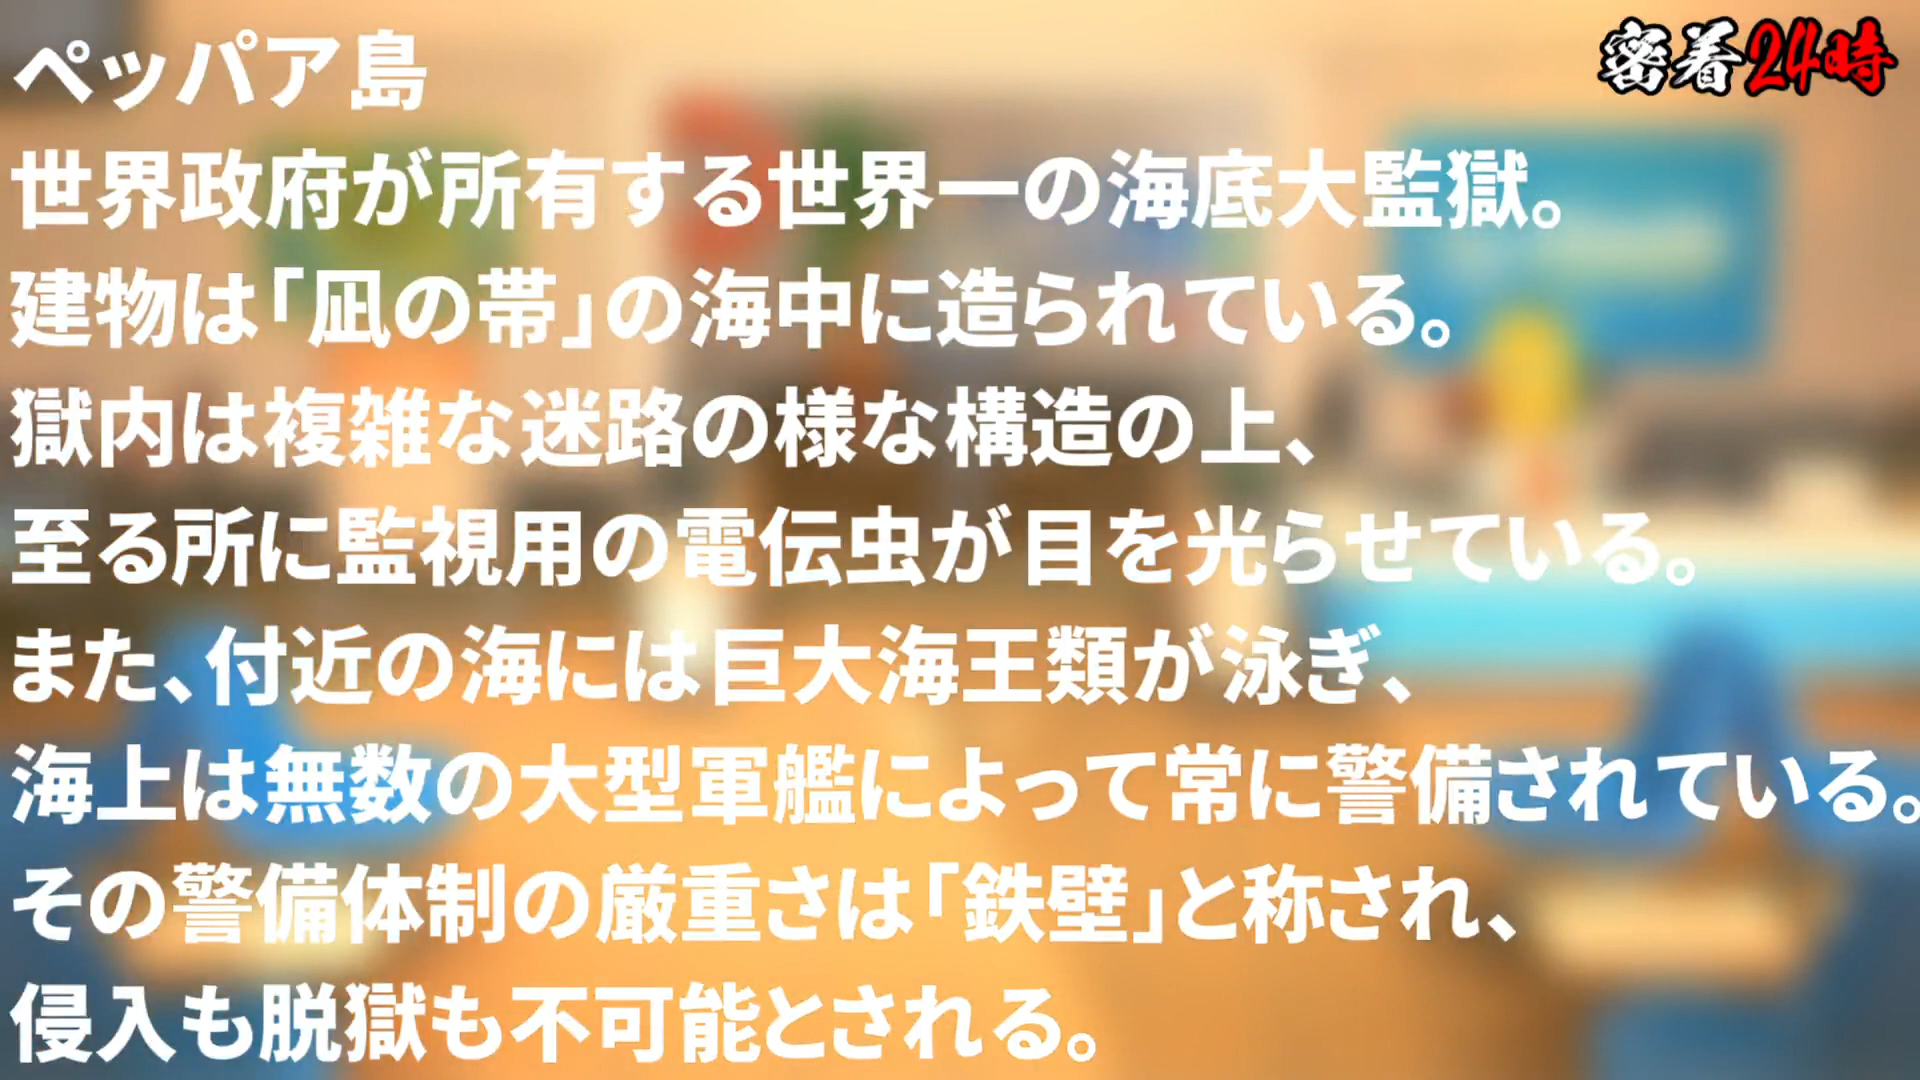 密着24時
ペッパア島
世界政府が所有する世界一の海底大監獄。
建物は「凪の帯」の海中に造られている。
獄内は複雑な迷路の様な構造の上、
至る所に監視用の電伝虫が目を光らせている。
また、付近の海には巨大海王類が泳ぎ、
海上は無数の大型軍艦によって常に警備されている。
その警備体制の厳重さは「鉄壁」と称され、
侵入も脱獄も不可能とされる。